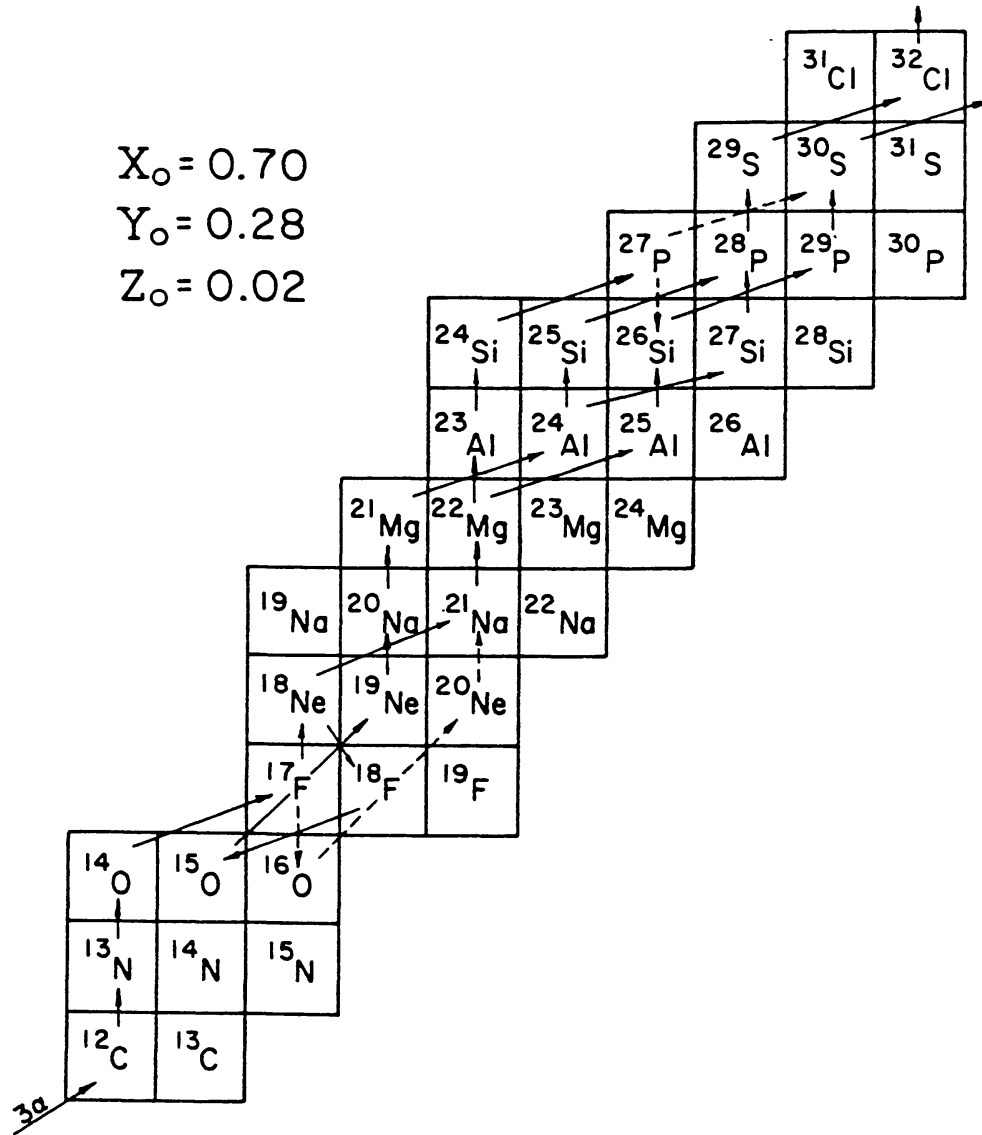 31Cl 32Cl
29S 30S 31S
X₀ = 0.70
Y₀ = 0.28
Z₀ = 0.02
27P 28P 29P 30P
24Si 25Si 26Si 27Si 28Si
23Al 24Al 25Al 26Al
21Mg 22Mg 23Mg 24Mg
19Na 20Na 21Na 22Na
18Ne 19Ne 20Ne
17F 18F 19F
14O 15O 16O
13N 14N 15N
12C 13C
3α